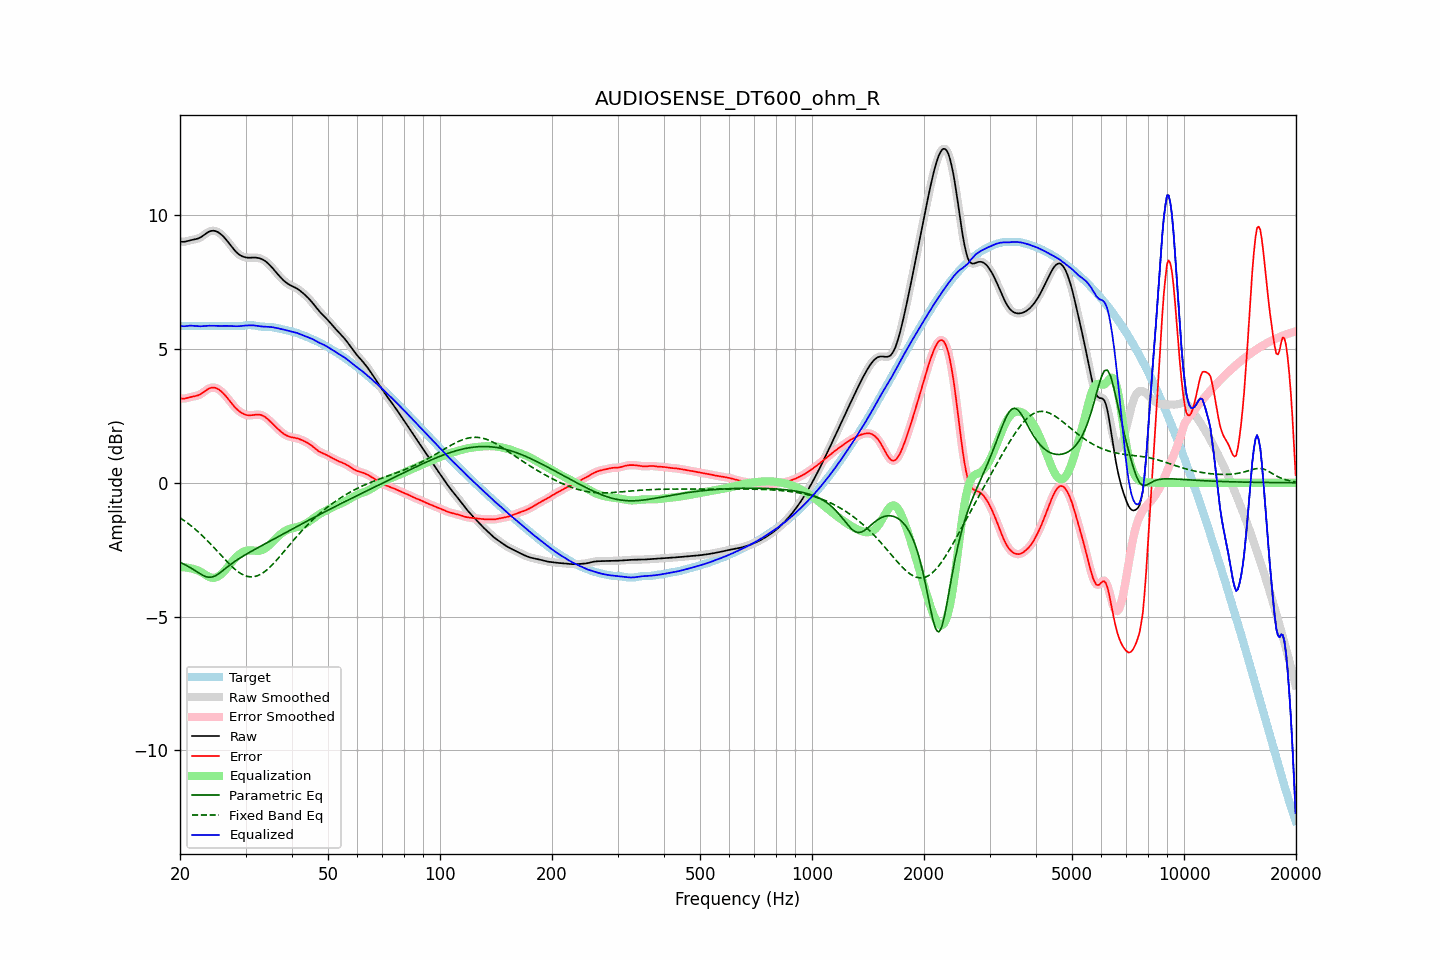 AUDIOSENSE_DT600_ohm_R
Amplitude (dBr)
10
5
0
−5
−10
Target
Raw Smoothed
Error Smoothed
Raw
Error
Equalization
Parametric Eq
Fixed Band Eq
Equalized
20 50 100 200 500 1000 2000 5000 10000 20000
Frequency (Hz)